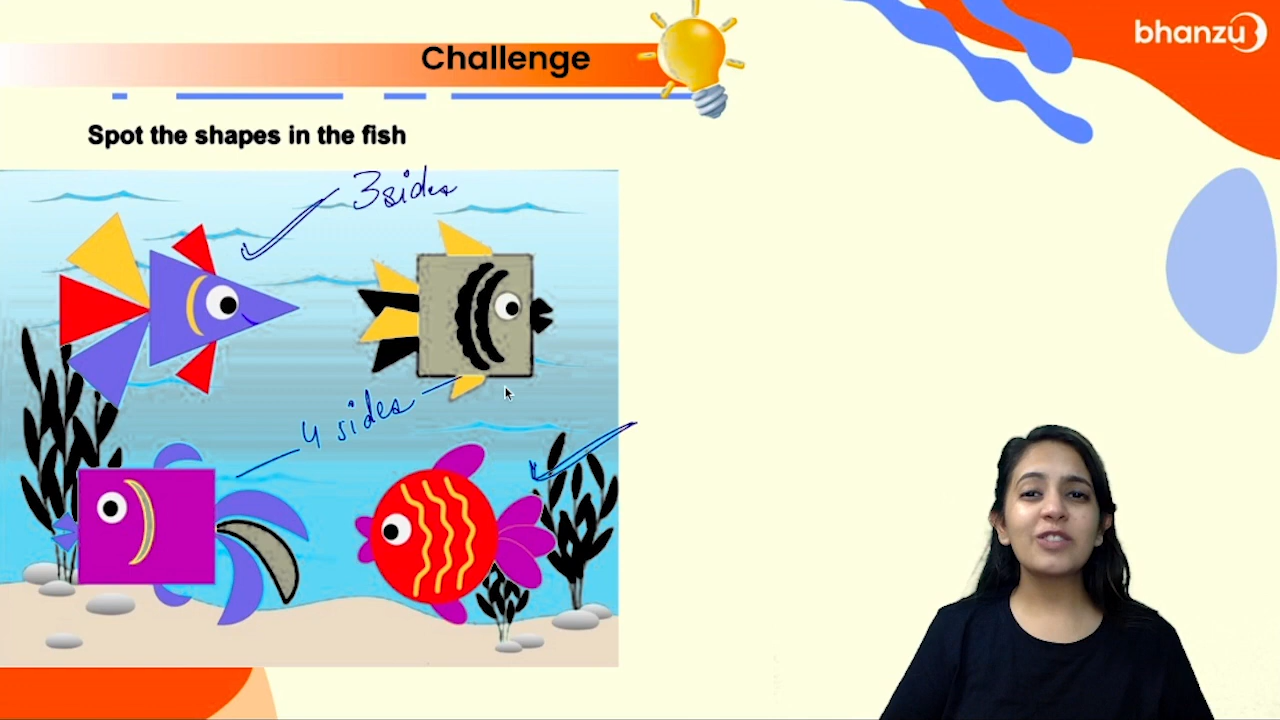 bhanzu
Challenge
Spot the shapes in the fish
3 sides
4 sides